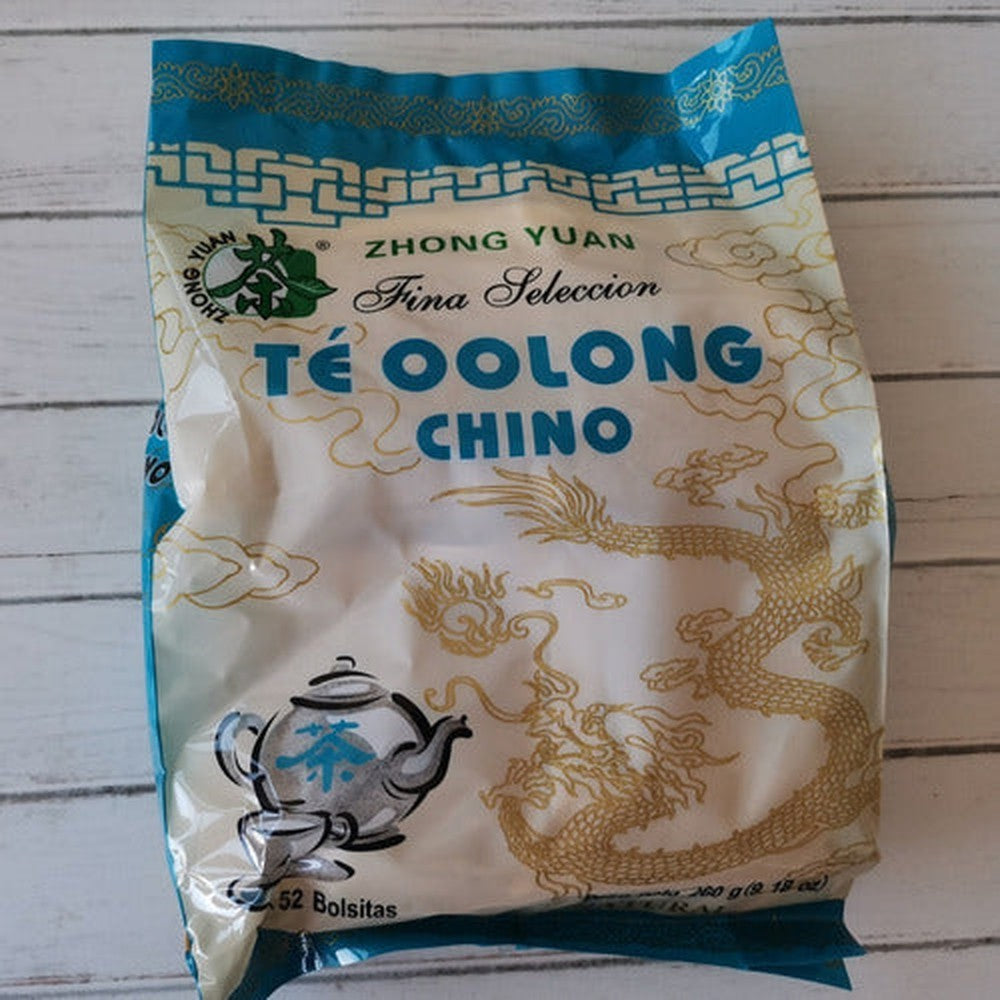 ZHONG YUAN
茶
®
ZHONG YUAN
Fina Seleccion
TÉ OOLONG
CHINO
茶
52 Bolsitas
260 g (9.18 oz)